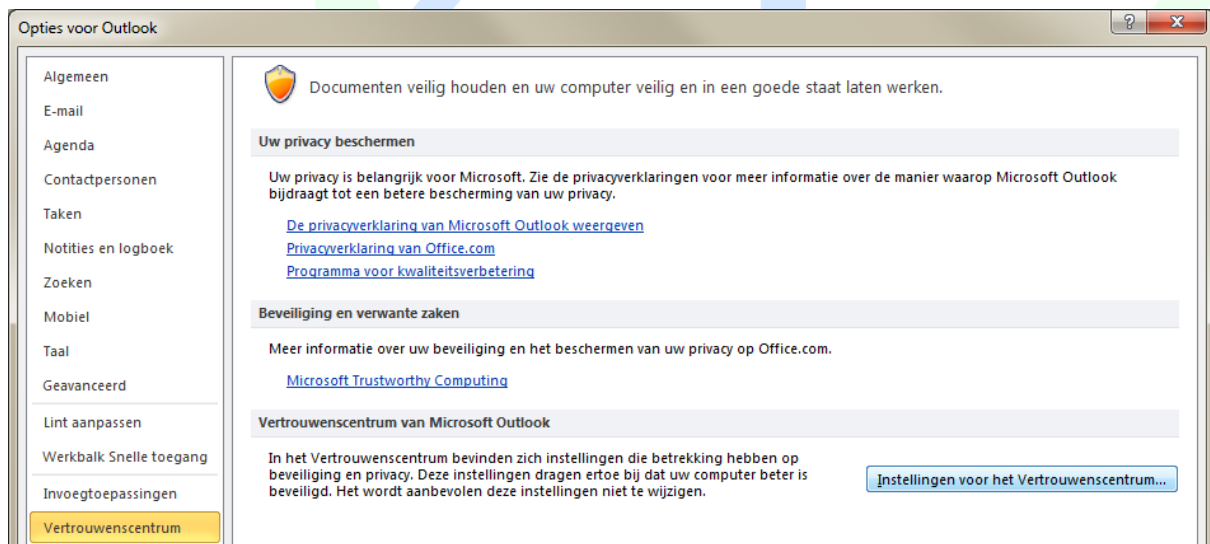 Opties voor Outlook
Algemeen
E-mail
Agenda
Contactpersonen
Taken
Notities en logboek
Zoeken
Mobiel
Taal
Geavanceerd
Lint aanpassen
Werkbalk Snelle toegang
Invoegtoepassingen
Vertrouwenscentrum
Documenten veilig houden en uw computer veilig en in een goede staat laten werken.
Uw privacy beschermen
Uw privacy is belangrijk voor Microsoft. Zie de privacyverklaringen voor meer informatie over de manier waarop Microsoft Outlook
bijdraagt tot een betere bescherming van uw privacy.
De privacyverklaring van Microsoft Outlook weergeven
Privacyverklaring van Office.com
Programma voor kwaliteitsverbetering
Beveiliging en verwante zaken
Meer informatie over uw beveiliging en het beschermen van uw privacy op Office.com.
Microsoft Trustworthy Computing
Vertrouwenscentrum van Microsoft Outlook
In het Vertrouwenscentrum bevinden zich instellingen die betrekking hebben op
beveiliging en privacy. Deze instellingen dragen ertoe bij dat uw computer beter is
beveiligd. Het wordt aanbevolen deze instellingen niet te wijzigen.
Instellingen voor het Vertrouwenscentrum...